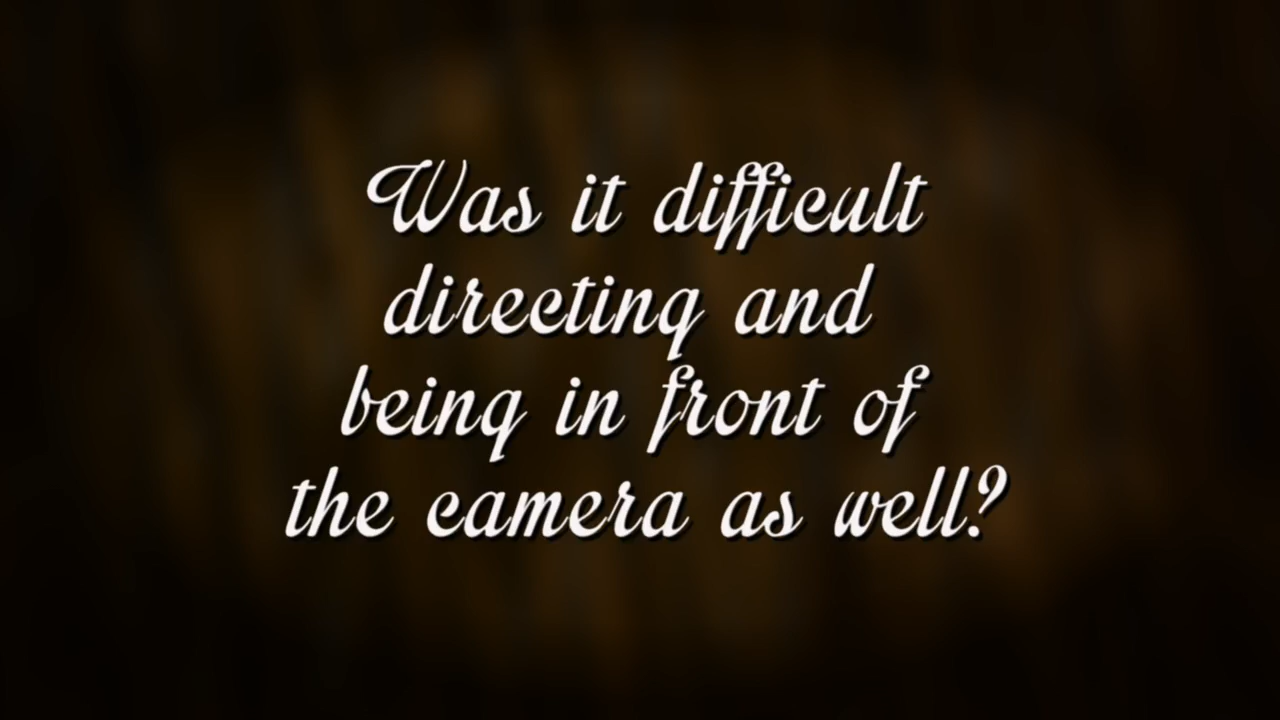 Was it difficult
directing and
being in front of
the camera as well?